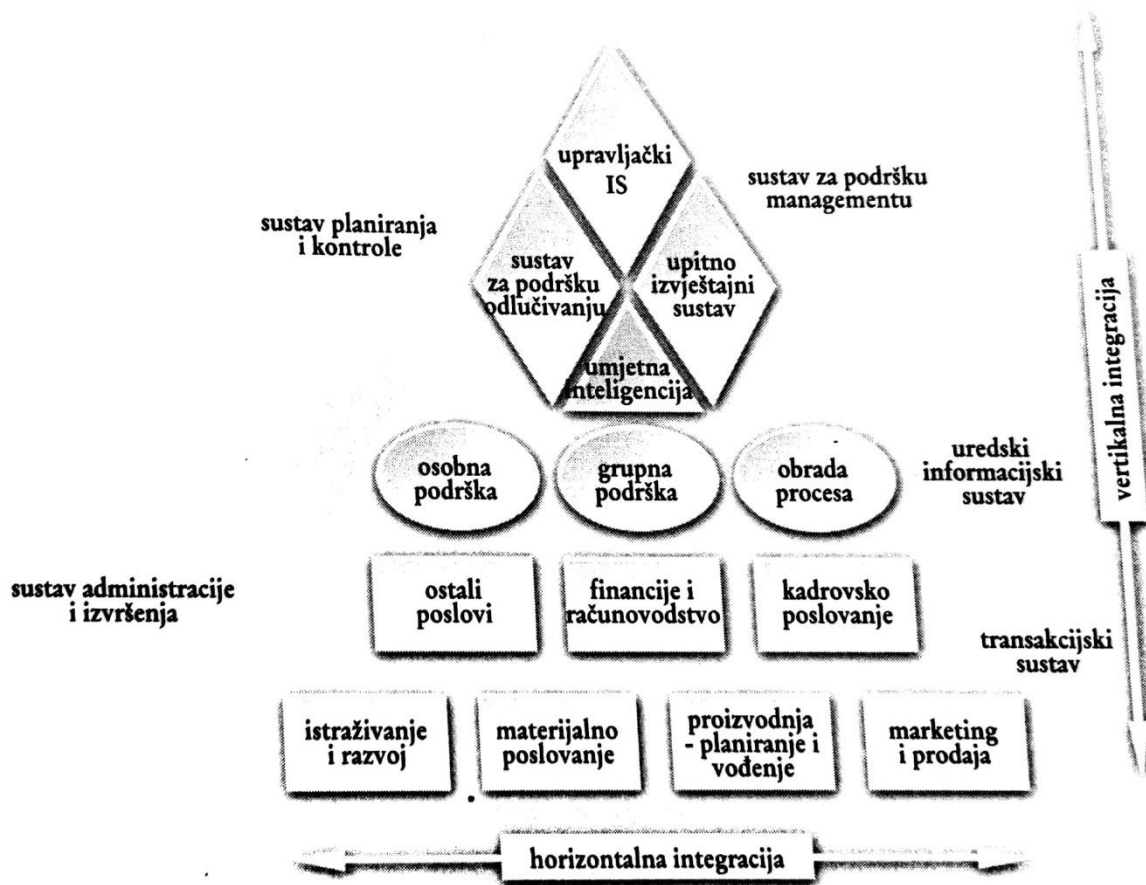 upravljački
IS
sustav za podršku
managementu
sustav planiranja
i kontrole
sustav
za podršku
odlučivanju
upitno
izvještajni
sustav
umjetna
inteligencija
vertikalna integracija
osobna
podrška
grupna
podrška
obrada
procesa
uredski
informacijski
sustav
sustav administracije
i izvršenja
ostali
poslovi
financije i
računovodstvo
kadrovsko
poslovanje
transakcijski
sustav
istraživanje
i razvoj
materijalno
poslovanje
proizvodnja
- planiranje i
vođenje
marketing
i prodaja
horizontalna integracija